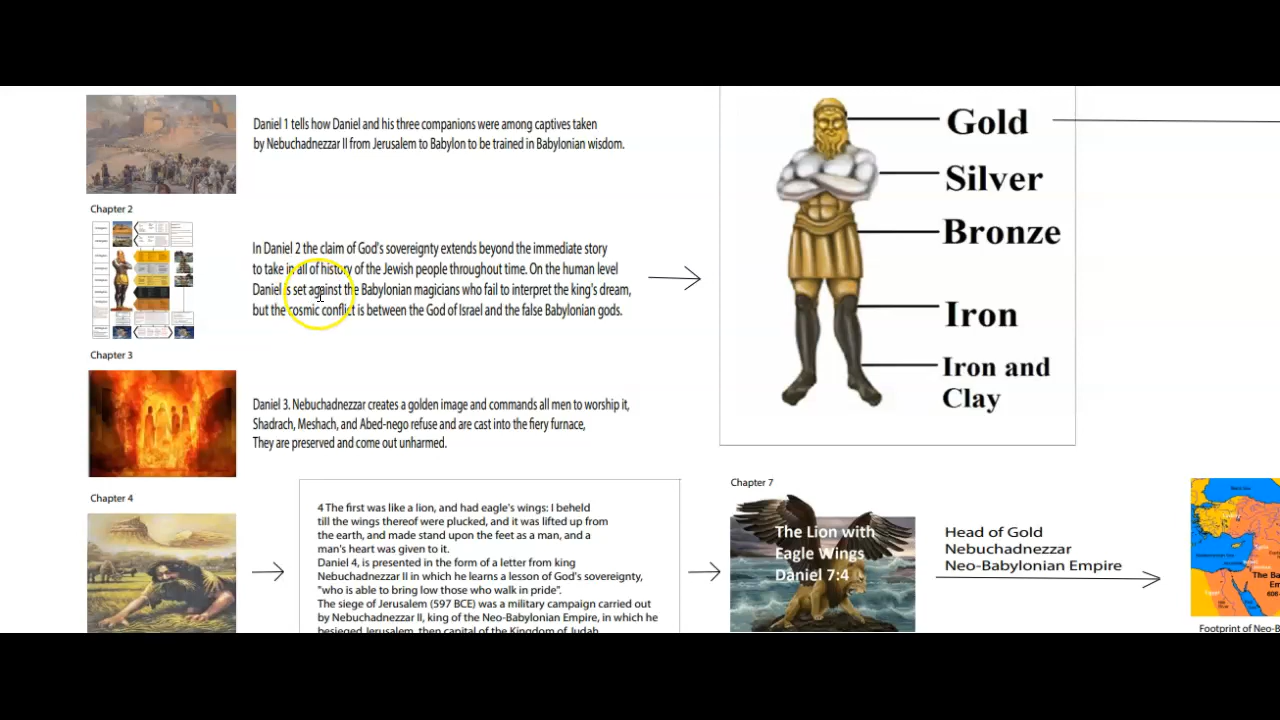 Daniel 1 tells how Daniel and his three companions were among captives taken
by Nebuchadnezzar II from Jerusalem to Babylon to be trained in Babylonian wisdom.
Chapter 2
In Daniel 2 the claim of God's sovereignty extends beyond the immediate story
to take in all of history of the Jewish people throughout time. On the human level
Daniel is set against the Babylonian magicians who fail to interpret the king's dream,
but the cosmic conflict is between the God of Israel and the false Babylonian gods.
Gold
Silver
Bronze
Iron
Iron and
Clay
Chapter 3
Daniel 3. Nebuchadnezzar creates a golden image and commands all men to worship it,
Shadrach, Meshach, and Abed-nego refuse and are cast into the fiery furnace,
They are preserved and come out unharmed.
Chapter 4
4 The first was like a lion, and had eagle's wings: I beheld
till the wings thereof were plucked, and it was lifted up from
the earth, and made stand upon the feet as a man, and a
man's heart was given to it.
Daniel 4, is presented in the form of a letter from king
Nebuchadnezzar II in which he learns a lesson of God's sovereignty,
"who is able to bring low those who walk in pride".
The siege of Jerusalem (597 BCE) was a military campaign carried out
by Nebuchadnezzar II, king of the Neo-Babylonian Empire, in which he
besieged Jerusalem, then capital of the Kingdom of Judah
Chapter 7
The Lion with
Eagle Wings
Daniel 7:4
Head of Gold
Nebuchadnezzar
Neo-Babylonian Empire
The Ba
Em
Footprint of Neo-B